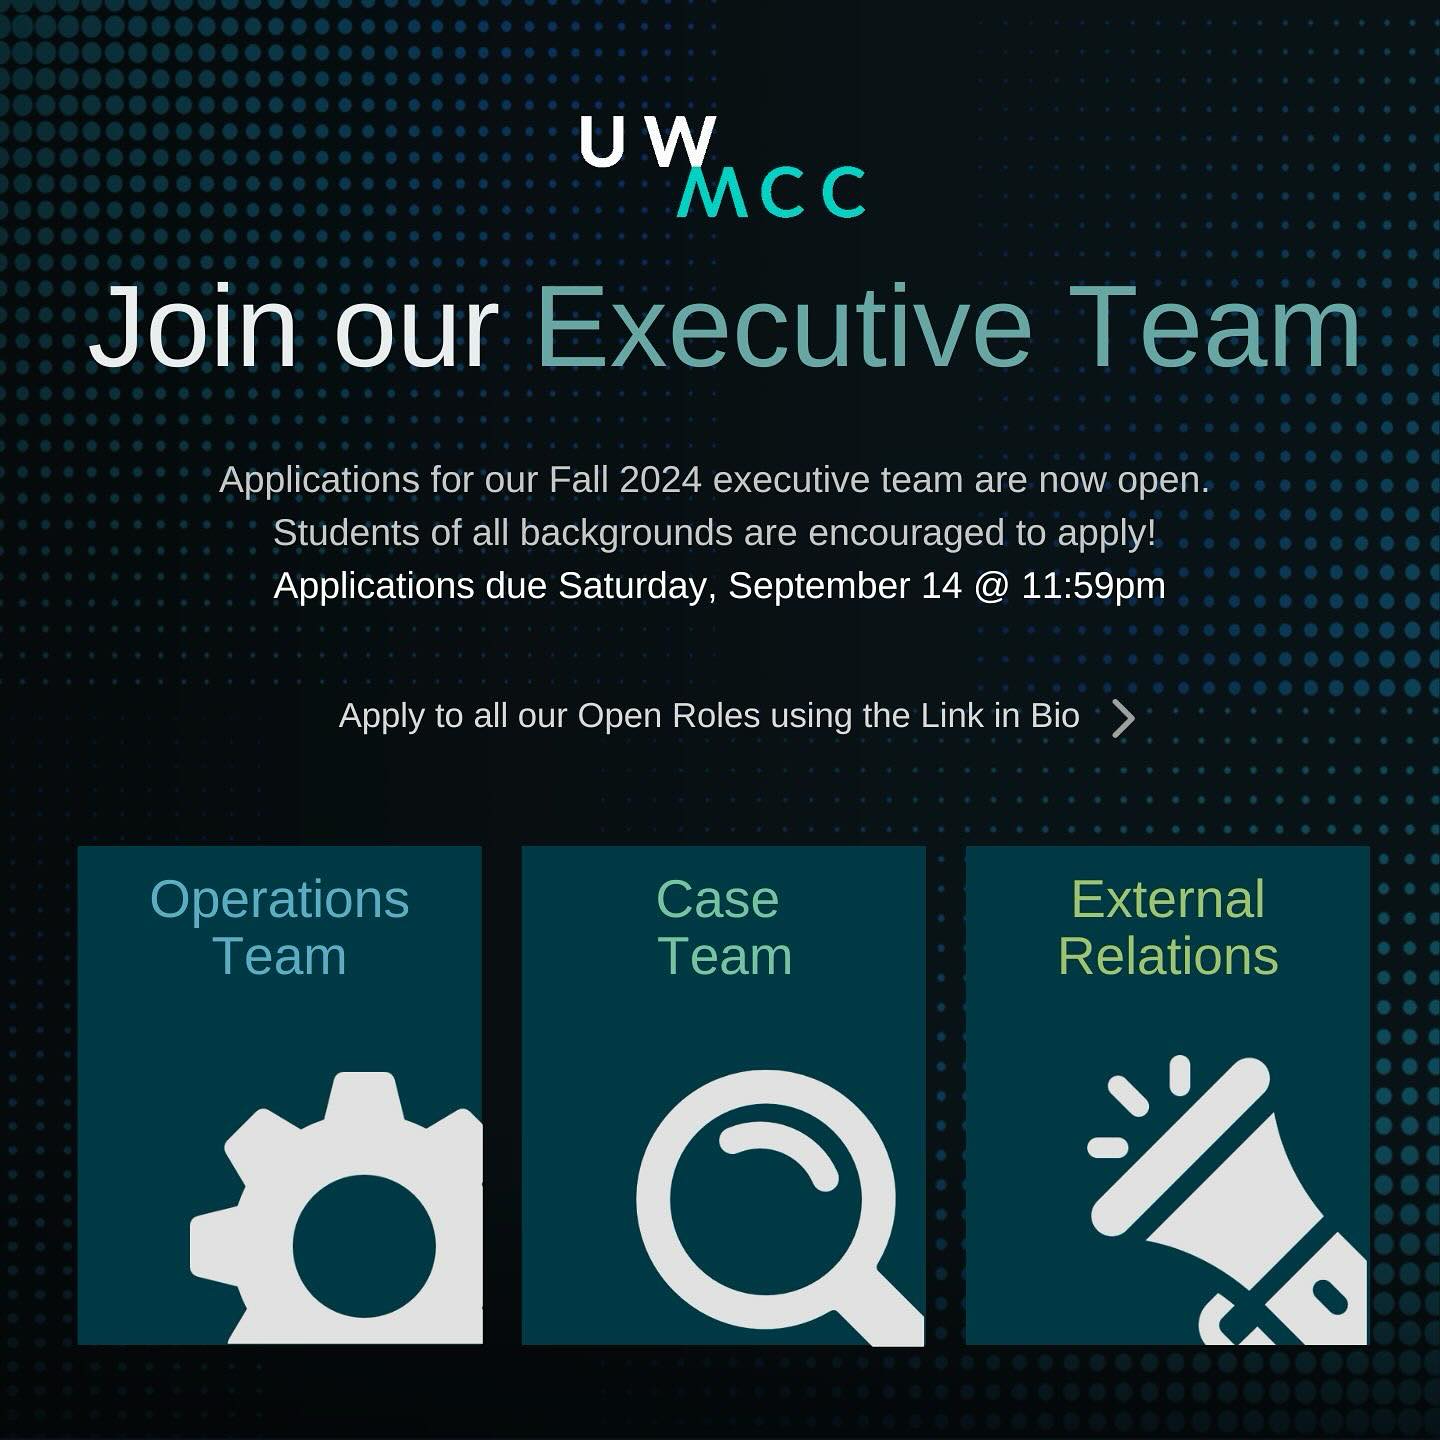 UW
MCC
Join our Executive Team
Applications for our Fall 2024 executive team are now open.
Students of all backgrounds are encouraged to apply!
Applications due Saturday, September 14 @ 11:59pm
Apply to all our Open Roles using the Link in Bio
Operations
Team
Case
Team
External
Relations